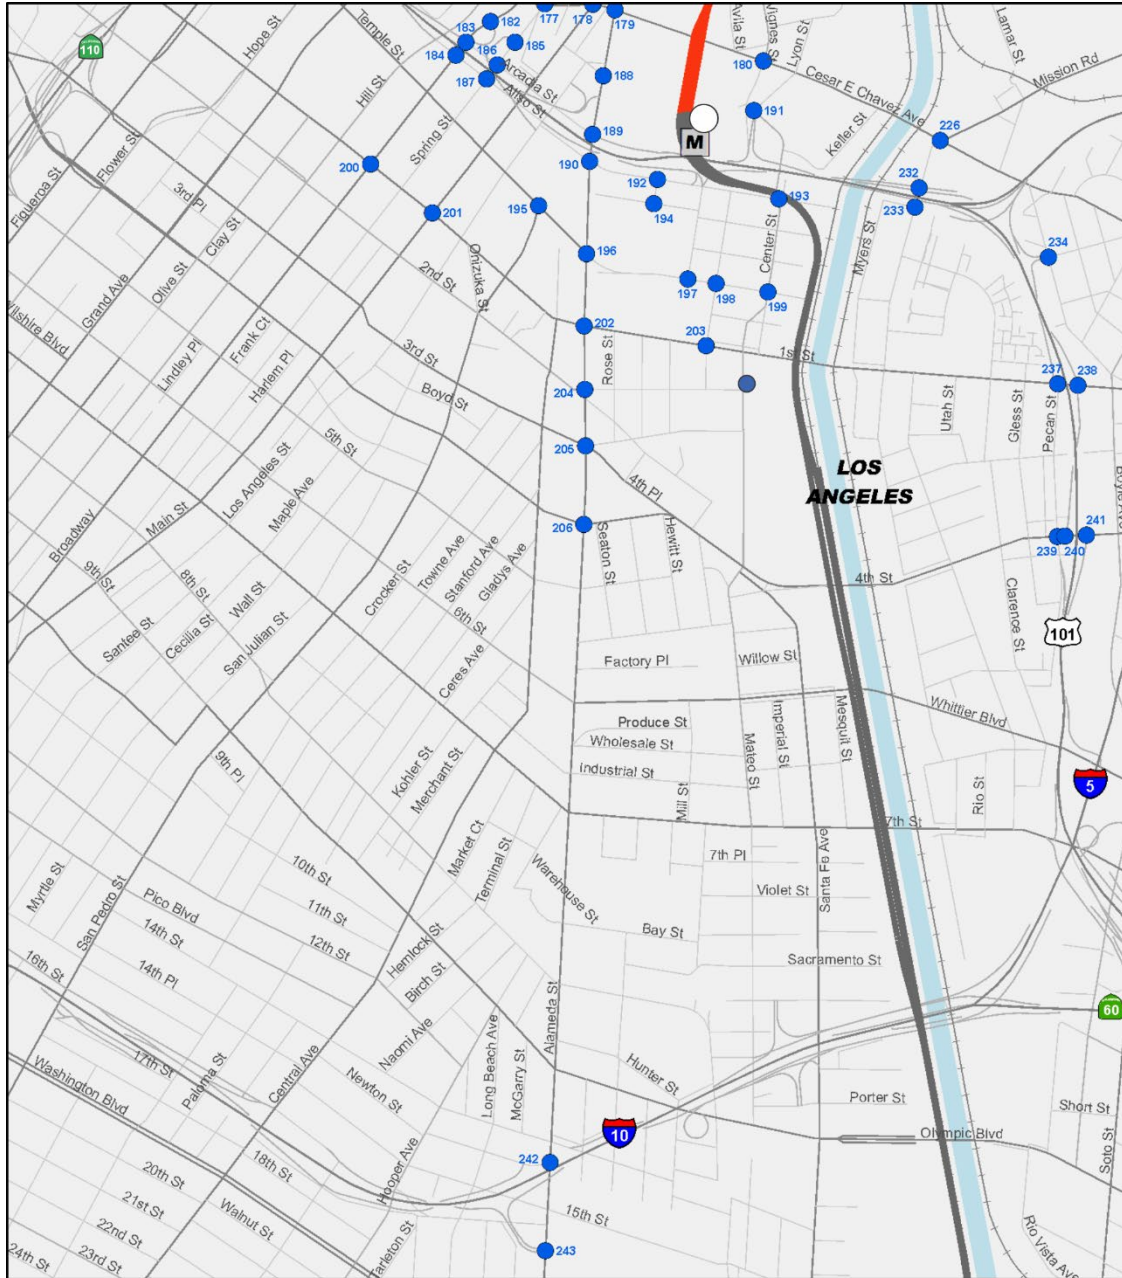 110
Hill St
Hope St
Temple St
183
182
177
178
179
186
185
184
187
Arcadia St
Aliso St
188
Avila St
Vignes St
Lyon St
180
Cesar E Chavez Ave
Lamar St
Mission Rd
191
226
Hill St
Spring St
189
190
M
Keller St
Flower St
Figueroa St
200
3rd Pl
Clay St
201
195
192
194
193
232
233
Myers St
234
Olive St
Grand Ave
2nd St
Onizuka St
196
Center St
197
198
199
Wilshire Blvd
Frank Ct
Lindley Pl
Harlem Pl
3rd St
202
203
Rose St
1st St
Boyd St
204
237
238
Utah St
Gless St
Pecan St
5th St
205
4th Pl
LOS
ANGELES
Los Angeles St
Maple Ave
Main St
Broadway
206
Seaton St
Hewitt St
241
239
240
9th St
8th St
Wall St
Crocker St
Towne Ave
Stanford Ave
Gladys Ave
4th St
Clarence St
Santee St
Cecilia St
San Julian St
6th St
101
Ceres Ave
Factory Pl
Willow St
Produce St
Wholesale St
Industrial St
Mateo St
Imperial St
Mesquit St
Whittier Blvd
9th Pl
Kohler St
Merchant St
Mill St
Rio St
5
7th St
Market Ct
Terminal St
7th Pl
Santa Fe Ave
Myrtle St
San Pedro St
10th St
Warehouse St
Violet St
Pico Blvd
11th St
14th St
12th St
Bay St
Hemlock St
16th St
14th Pl
Birch St
Sacramento St
Alameda St
60
17th St
Naomi Ave
Long Beach Ave
McGarry St
Washington Blvd
Paloma St
Central Ave
Newton St
Hunter St
Porter St
Short St
10
Olympic Blvd
Soto St
18th St
Hooper Ave
242
20th St
21st St
Walnut St
15th St
22nd St
Tarleton St
243
Rio Vista Ave
24th St
23rd St